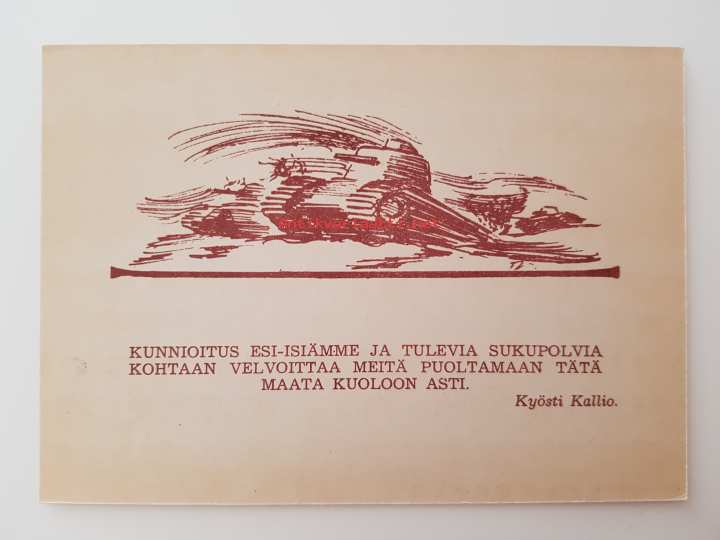 KUNNIOITUS ESI-ISIÄMME JA TULEVIA SUKUPOLVIA
KOHTAAN VELVOITTAA MEITÄ PUOLTAMAAN TÄTÄ
MAATA KUOLOON ASTI.
Kyösti Kallio.